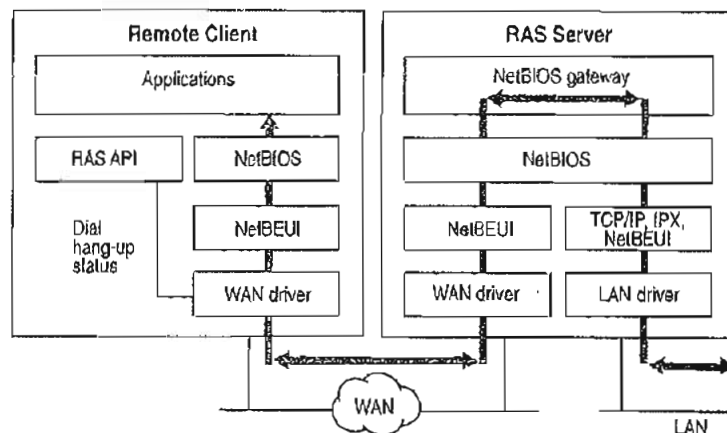 Remote Client
Applications
RAS API
NetBIOS
Dial
hang-up
status
NetBEUI
WAN driver
RAS Server
NetBIOS gateway
NetBIOS
NetBEUI
TCP/IP, IPX,
NetBEUI
WAN driver
LAN driver
WAN
LAN